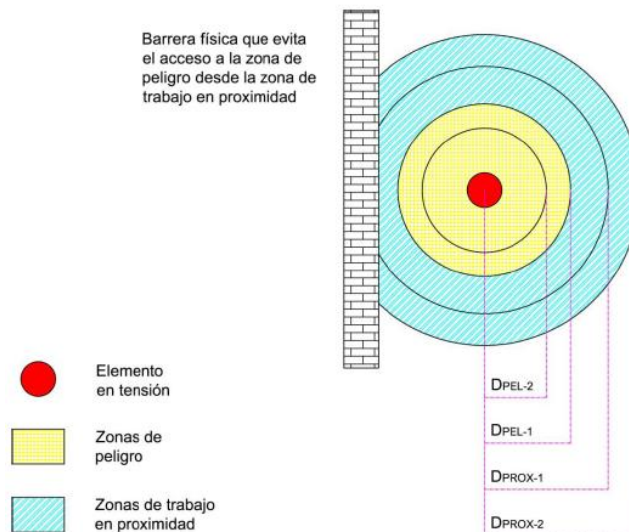 Barrera física que evita
el acceso a la zona de
peligro desde la zona de
trabajo en proximidad
Elemento
en tensión
Zonas de
peligro
Zonas de trabajo
en proximidad
DPEL-2
DPEL-1
DPROX-1
DPROX-2